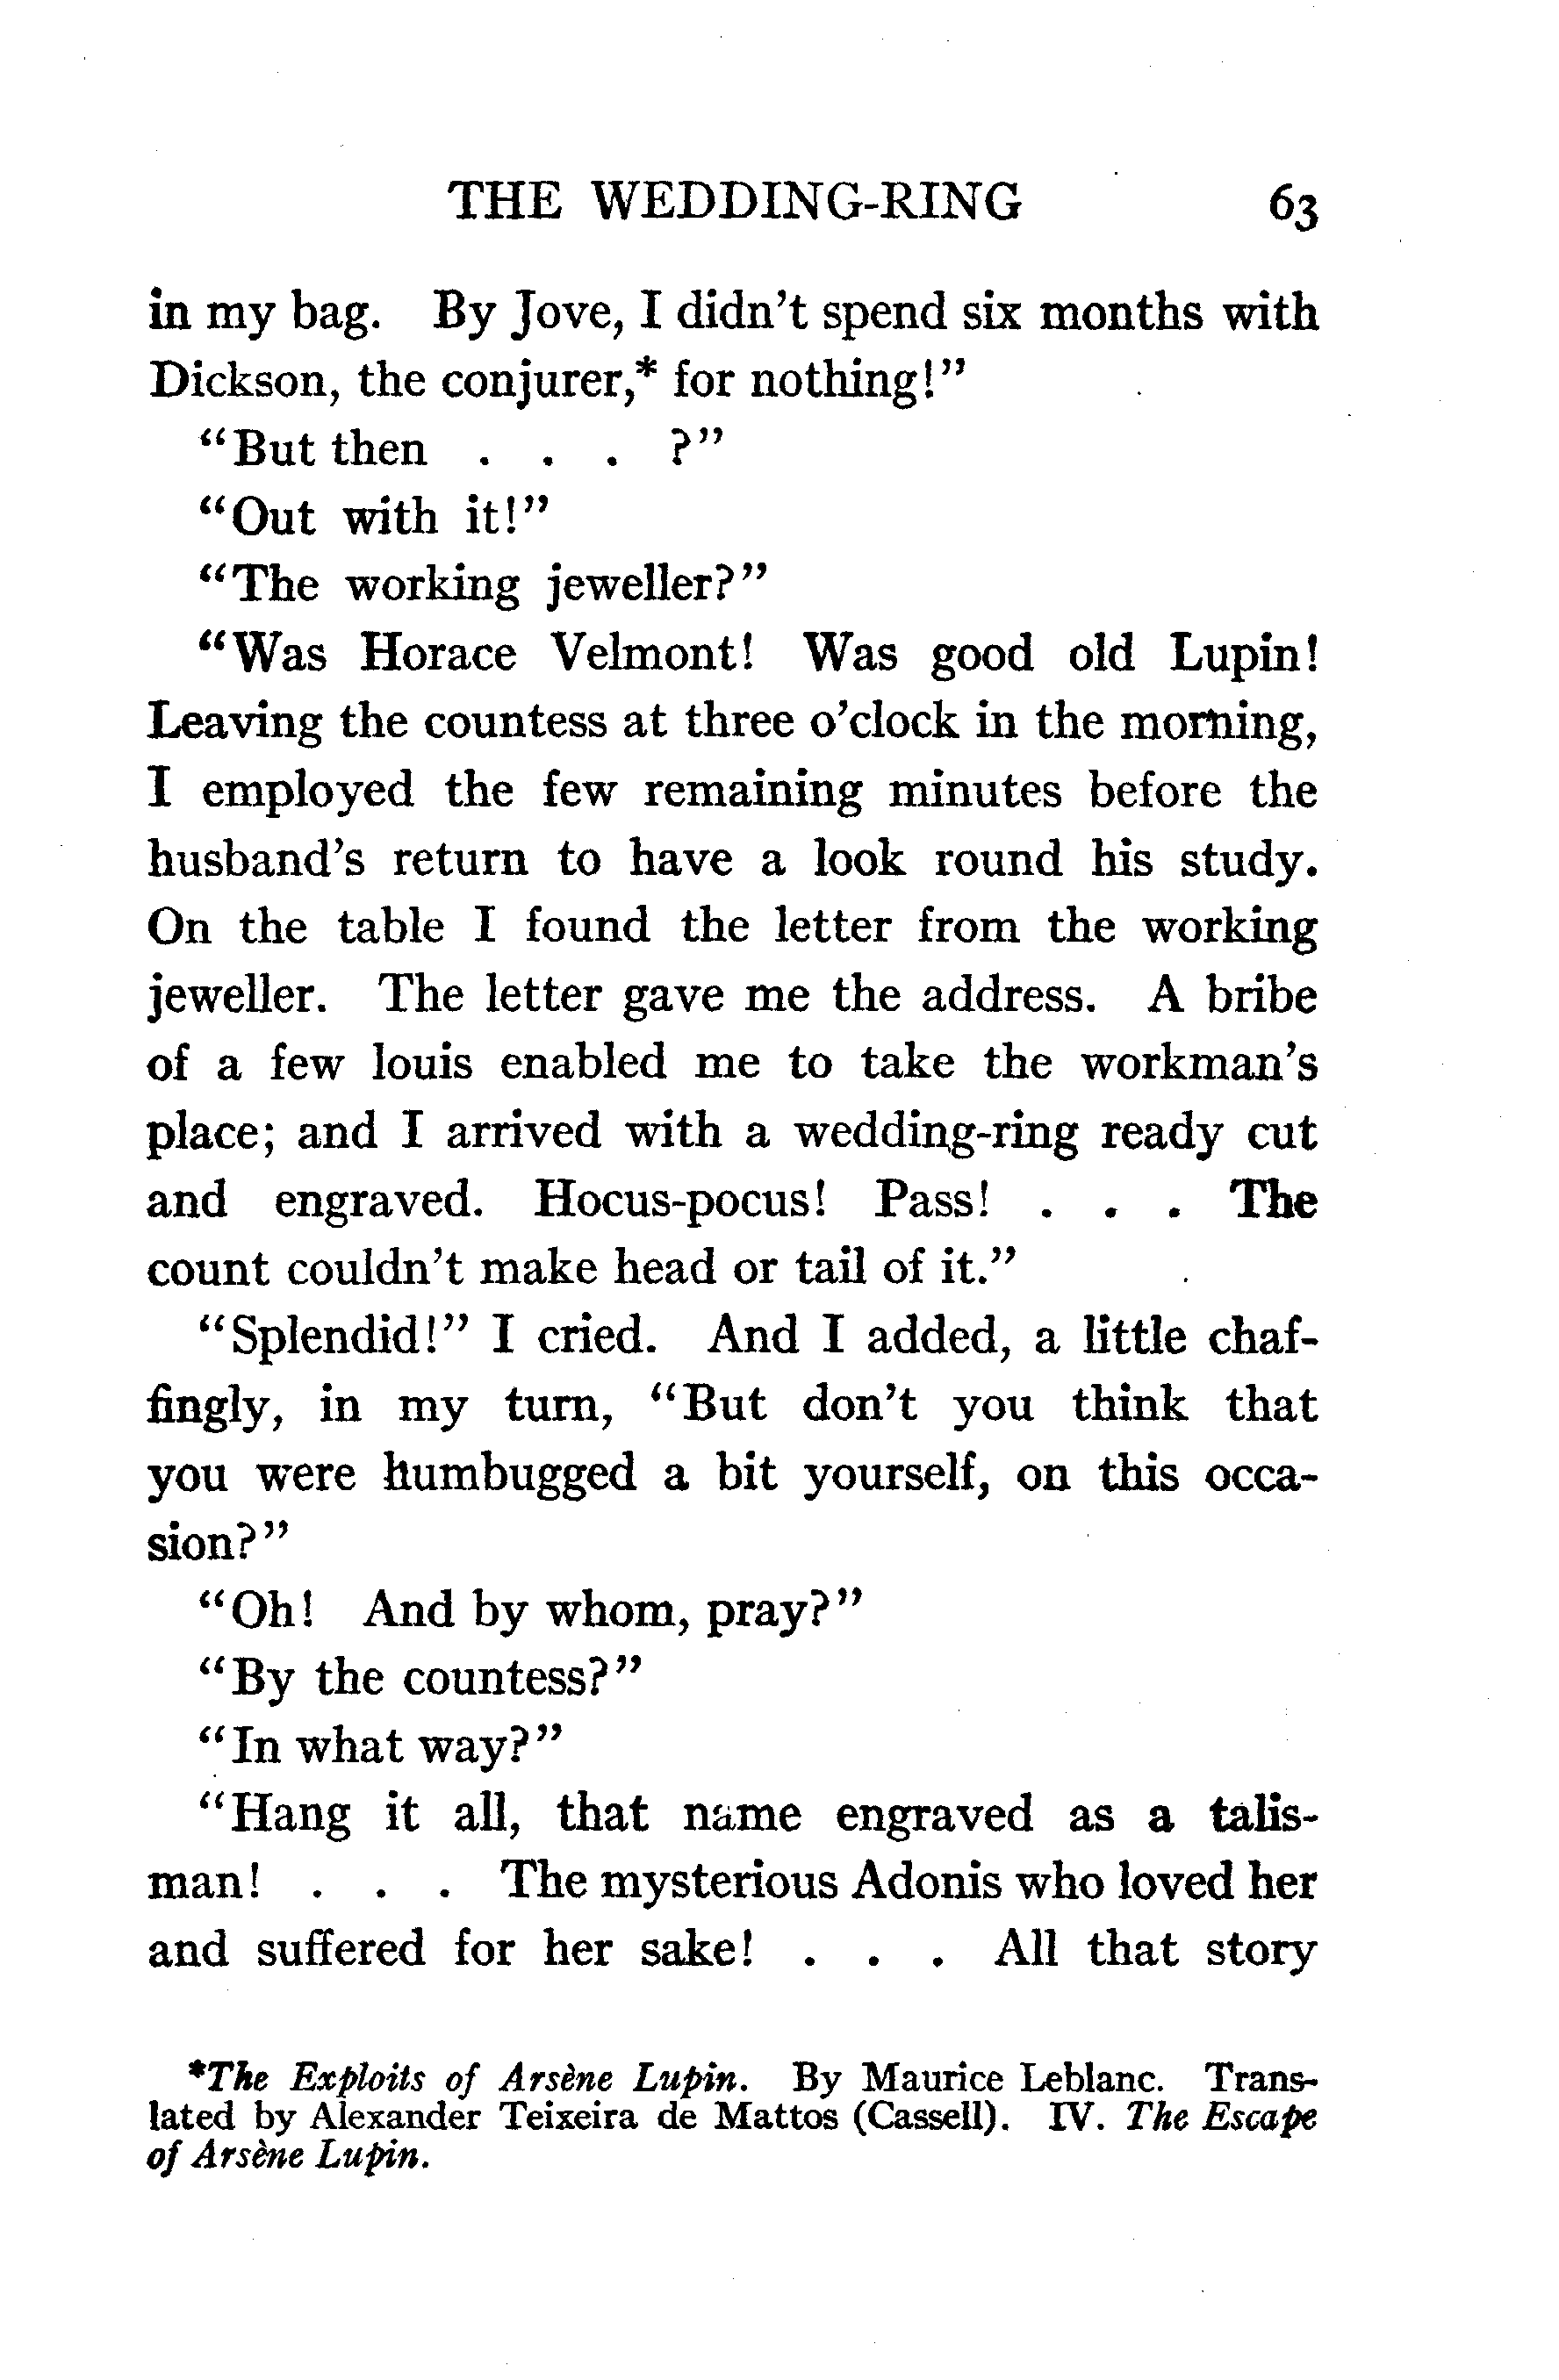 THE WEDDING-RING 63
in my bag. By Jove, I didn't spend six months with
Dickson, the conjurer,* for nothing!"
"But then . . . ?"
"Out with it!"
"The working jeweller?"
"Was Horace Velmont! Was good old Lupin!
Leaving the countess at three o'clock in the morning,
I employed the few remaining minutes before the
husband's return to have a look round his study.
On the table I found the letter from the working
jeweller. The letter gave me the address. A bribe
of a few louis enabled me to take the workman's
place; and I arrived with a wedding-ring ready cut
and engraved. Hocus-pocus! Pass! . . . The
count couldn't make head or tail of it."
"Splendid!" I cried. And I added, a little chaf-
fingly, in my turn, "But don't you think that
you were humbugged a bit yourself, on this occa-
sion?"
"Oh! And by whom, pray?"
"By the countess?"
"In what way?"
"Hang it all, that name engraved as a talis-
man! . . . The mysterious Adonis who loved her
and suffered for her sake! . . . All that story
*The Exploits of Arsène Lupin. By Maurice Leblanc. Trans-
lated by Alexander Teixeira de Mattos (Cassell). IV. The Escape
of Arsène Lupin.